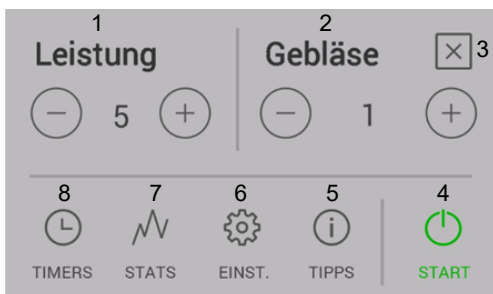 1 2
Leistung Gebläse 3
5 1
8 7 6 5 4
TIMERS STATS EINST. TIPPS START